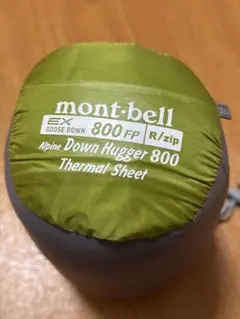 mont-bell
EX GOOSE DOWN 800 FP R/zip
Alpine Down Hugger 800
Thermal Sheet